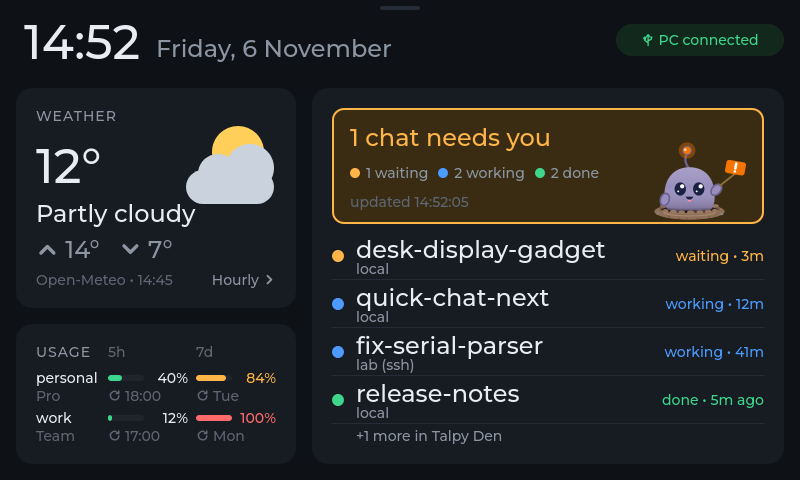 14:52 Friday, 6 November
PC connected
WEATHER
12°
Partly cloudy
14° 7°
Open-Meteo • 14:45 Hourly
USAGE 5h 7d
personal 40% 84%
Pro 18:00 Tue
work 12% 100%
Team 17:00 Mon
1 chat needs you
1 waiting 2 working 2 done
updated 14:52:05
!
desk-display-gadget waiting • 3m
local
quick-chat-next working • 12m
local
fix-serial-parser working • 41m
lab (ssh)
release-notes done • 5m ago
local
+1 more in Talpy Den